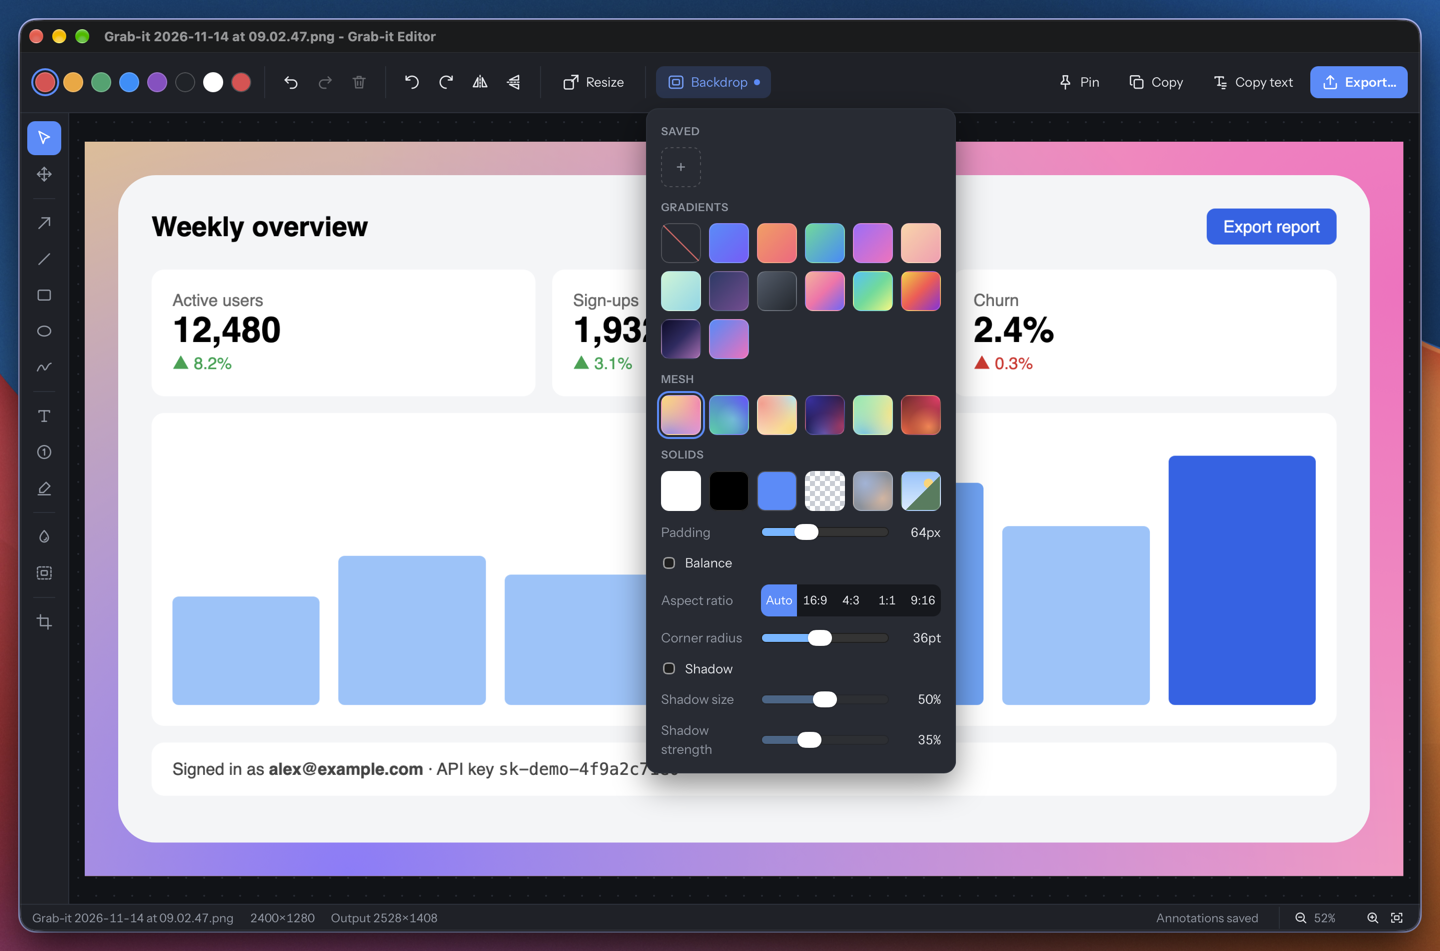 Grab-it 2026-11-14 at 09.02.47.png - Grab-it Editor
Resize
Backdrop
Pin
Copy
Copy text
Export...
SAVED
GRADIENTS
MESH
SOLIDS
Padding 64px
Balance
Aspect ratio Auto 16:9 4:3 1:1 9:16
Corner radius 36pt
Shadow
Shadow size 50%
Shadow
strength 35%
Weekly overview
Export report
Active users
12,480
▲ 8.2%
Sign-ups
▲ 3.1%
Churn
2.4%
▲ 0.3%
Signed in as alex@example.com · API key
Grab-it 2026-11-14 at 09.02.47.png 2400×1280 Output 2528×1408
Annotations saved 52%